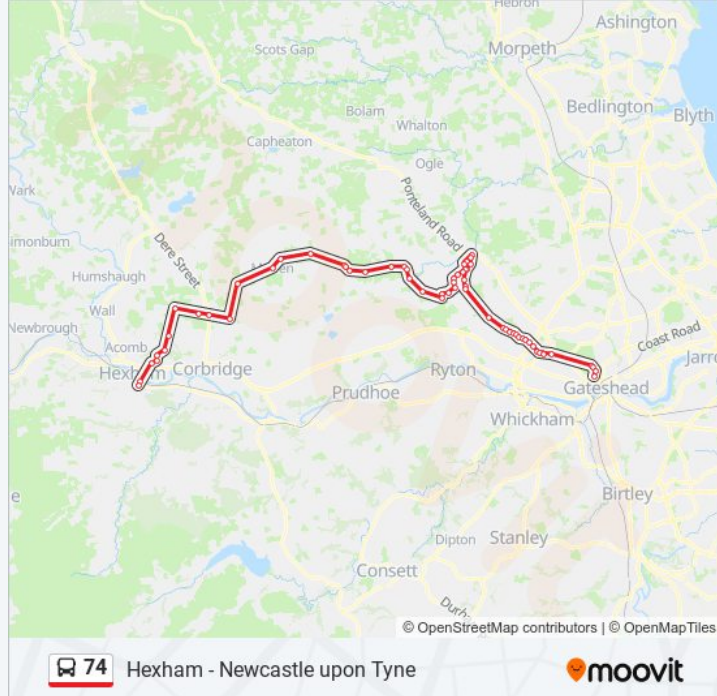 Hebron
Ashington
Scots Gap
Morpeth
Bedlington
Bolam
Blyth
Whalton
Capheaton
Ogle
Wark
Ponteland Road
Dere Street
Simonburn
Humshaugh
Wall
Newbrough
Coast Road
Acomb
Jarro
Hexham
Corbridge
Ryton
Gateshead
Prudhoe
Whickham
Birtley
Dipton
Stanley
Consett
© OpenStreetMap contributors | © OpenMapTiles
74 Hexham - Newcastle upon Tyne
moovit